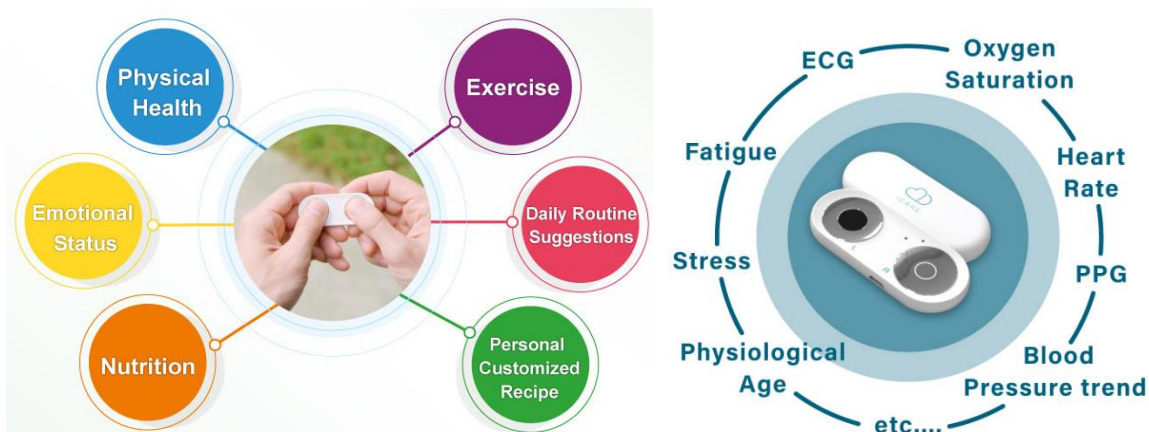 Physical
Health
Exercise
Emotional
Status
Daily Routine
Suggestions
Nutrition
Personal
Customized
Recipe
ECG
Oxygen
Saturation
Fatigue
Heart
Rate
Stress
PPG
Physiological
Age
Blood
Pressure trend
etc....
CARE
L
R